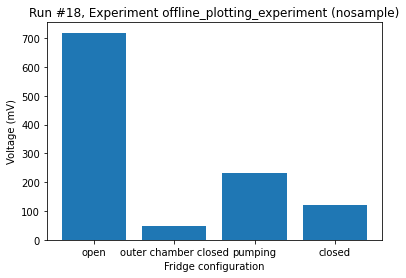 Run #18, Experiment offline_plotting_experiment (nosample)
Voltage (mV)
700
600
500
400
300
200
100
0
open outer chamber closed pumping closed
Fridge configuration